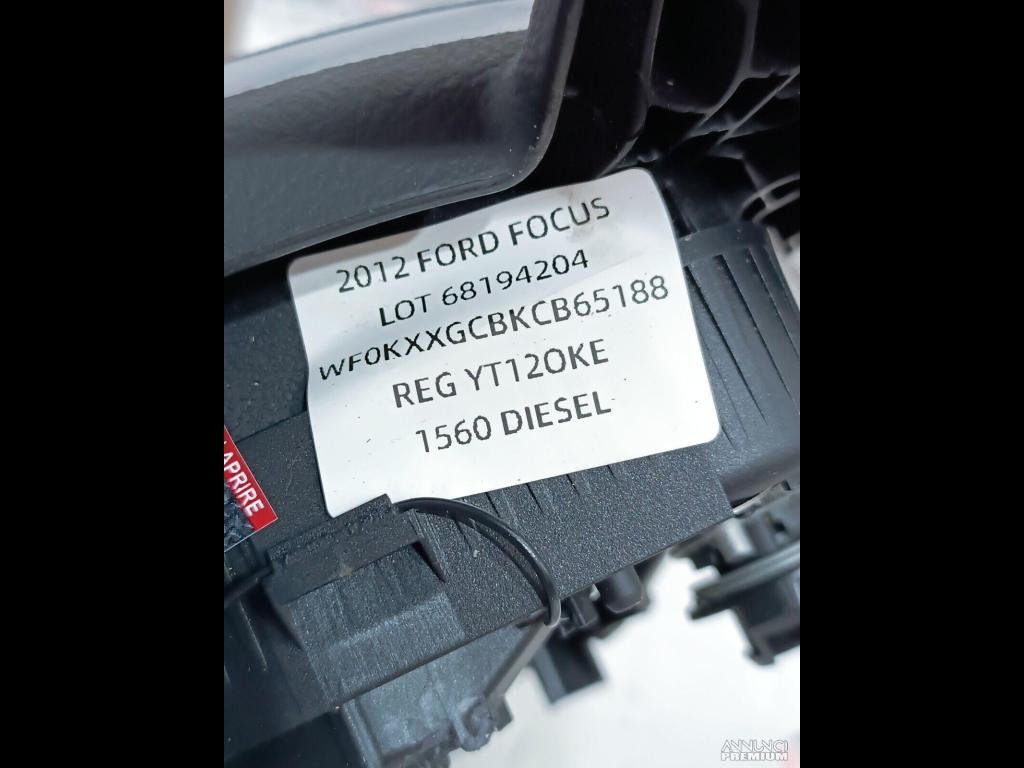 2012 FORD FOCUS
LOT 68194204
WF0KXXGCBKCB65188
REG YT12OKE
1560 DIESEL
APRIRE
ANNUNCI
PREMIUM